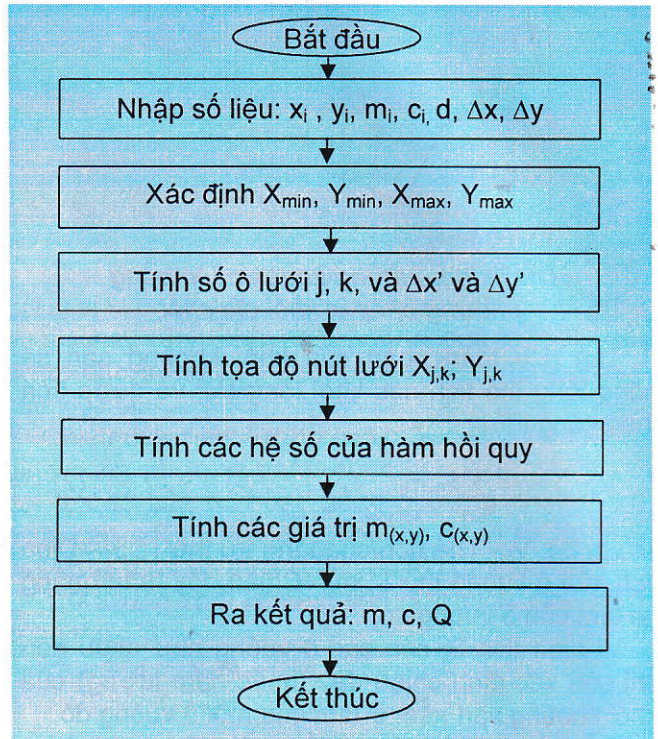 Bắt đầu
Nhập số liệu: xᵢ , yᵢ, mᵢ, cᵢ, d, Δx, Δy
Xác định Xmin, Ymin, Xmax, Ymax
Tính số ô lưới j, k, và Δx’ và Δy’
Tính tọa độ nút lưới Xj,k; Yj,k
Tính các hệ số của hàm hồi quy
Tính các giá trị m(x,y), c(x,y)
Ra kết quả: m, c, Q
Kết thúc